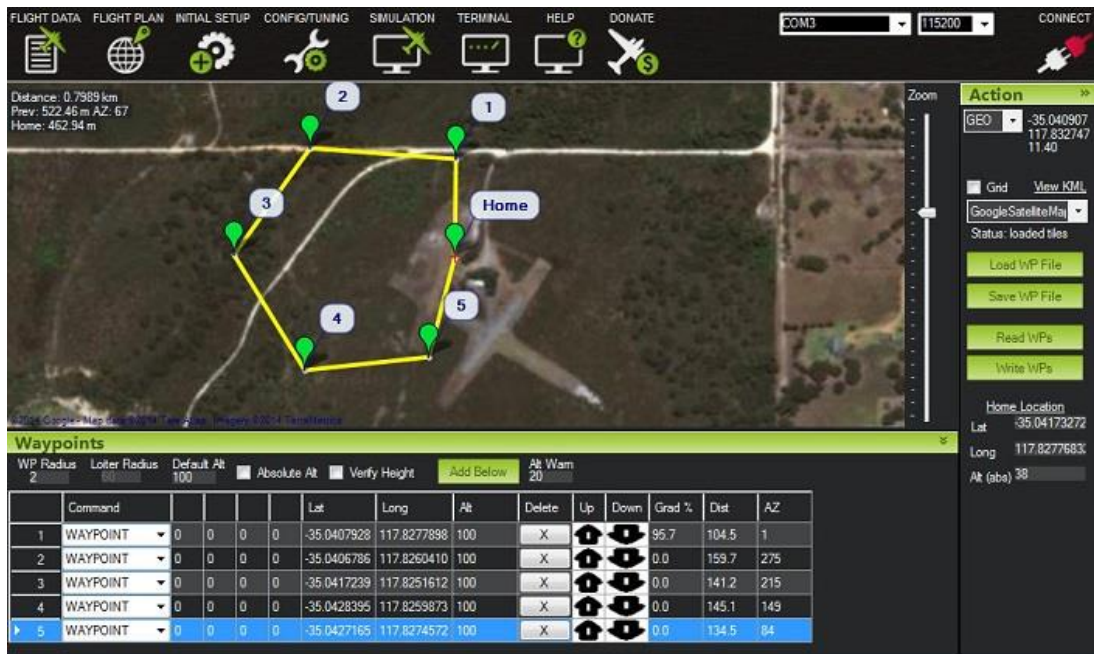 FLIGHT DATA FLIGHT PLAN INITIAL SETUP CONFIG/TUNING SIMULATION TERMINAL HELP DONATE COM3 115200 CONNECT
Distance: 0.7989 km
Prev: 522.46 m AZ: 67
Home: 462.94 m
2
1
3
Home
4
5
Zoom
Action »
GEO -35.040907
117.832747
11.40
Grid View KML
GoogleSatelliteMa
Status: loaded tiles
Load WP File
Save WP File
Read WPs
Write WPs
Home Location
Lat -35.04173272
Long 117.8277683
Alt (abs) 38
Waypoints
WP Radius Loiter Radius Default Alt Absolute Alt Verify Height Add Below Alt Warn
2 60 100 20
Command Lat Long Alt Delete Up Down Grad % Dist AZ
1 WAYPOINT 0 0 0 0 -35.0407928 117.8277898 100 X 95.7 104.5 1
2 WAYPOINT 0 0 0 0 -35.0406786 117.8260410 100 X 0.0 159.7 275
3 WAYPOINT 0 0 0 0 -35.0417239 117.8251612 100 X 0.0 141.2 215
4 WAYPOINT 0 0 0 0 -35.0428395 117.8259873 100 X 0.0 145.1 149
5 WAYPOINT 0 0 0 0 -35.0427165 117.8274572 100 X 0.0 134.5 84